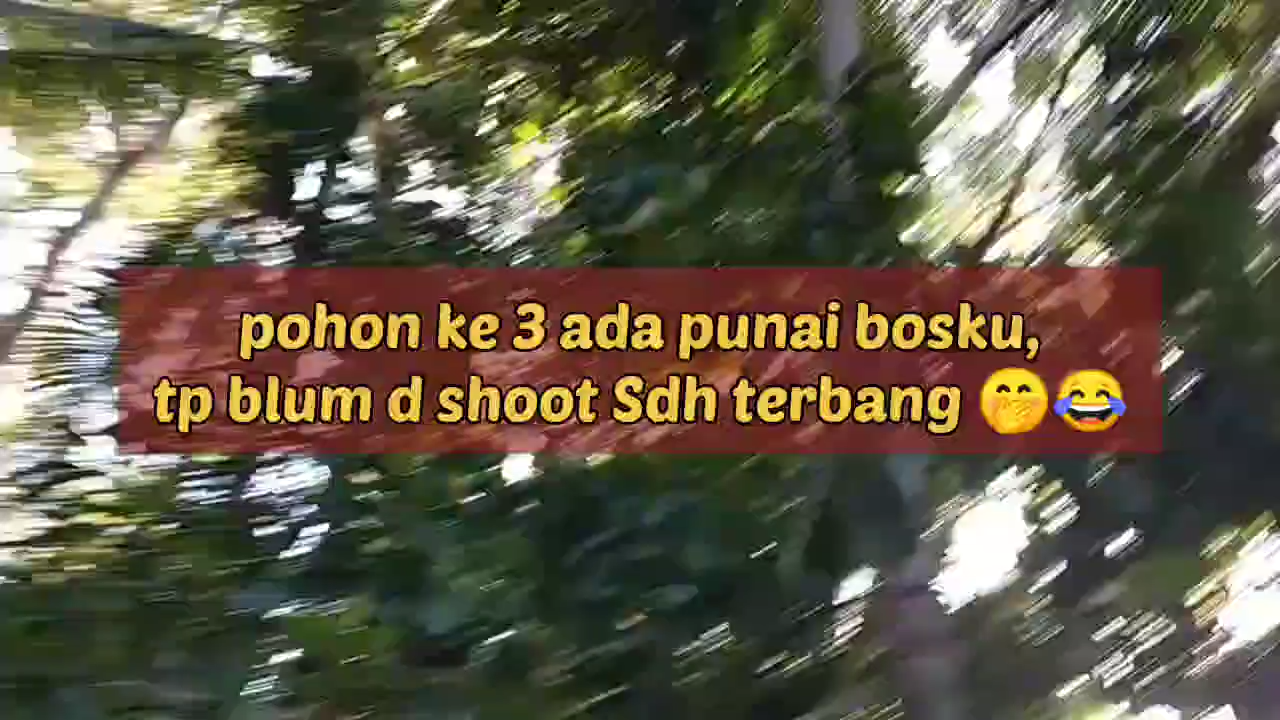 pohon ke 3 ada punai bosku,
tp blum d shoot Sdh terbang 🤭😂